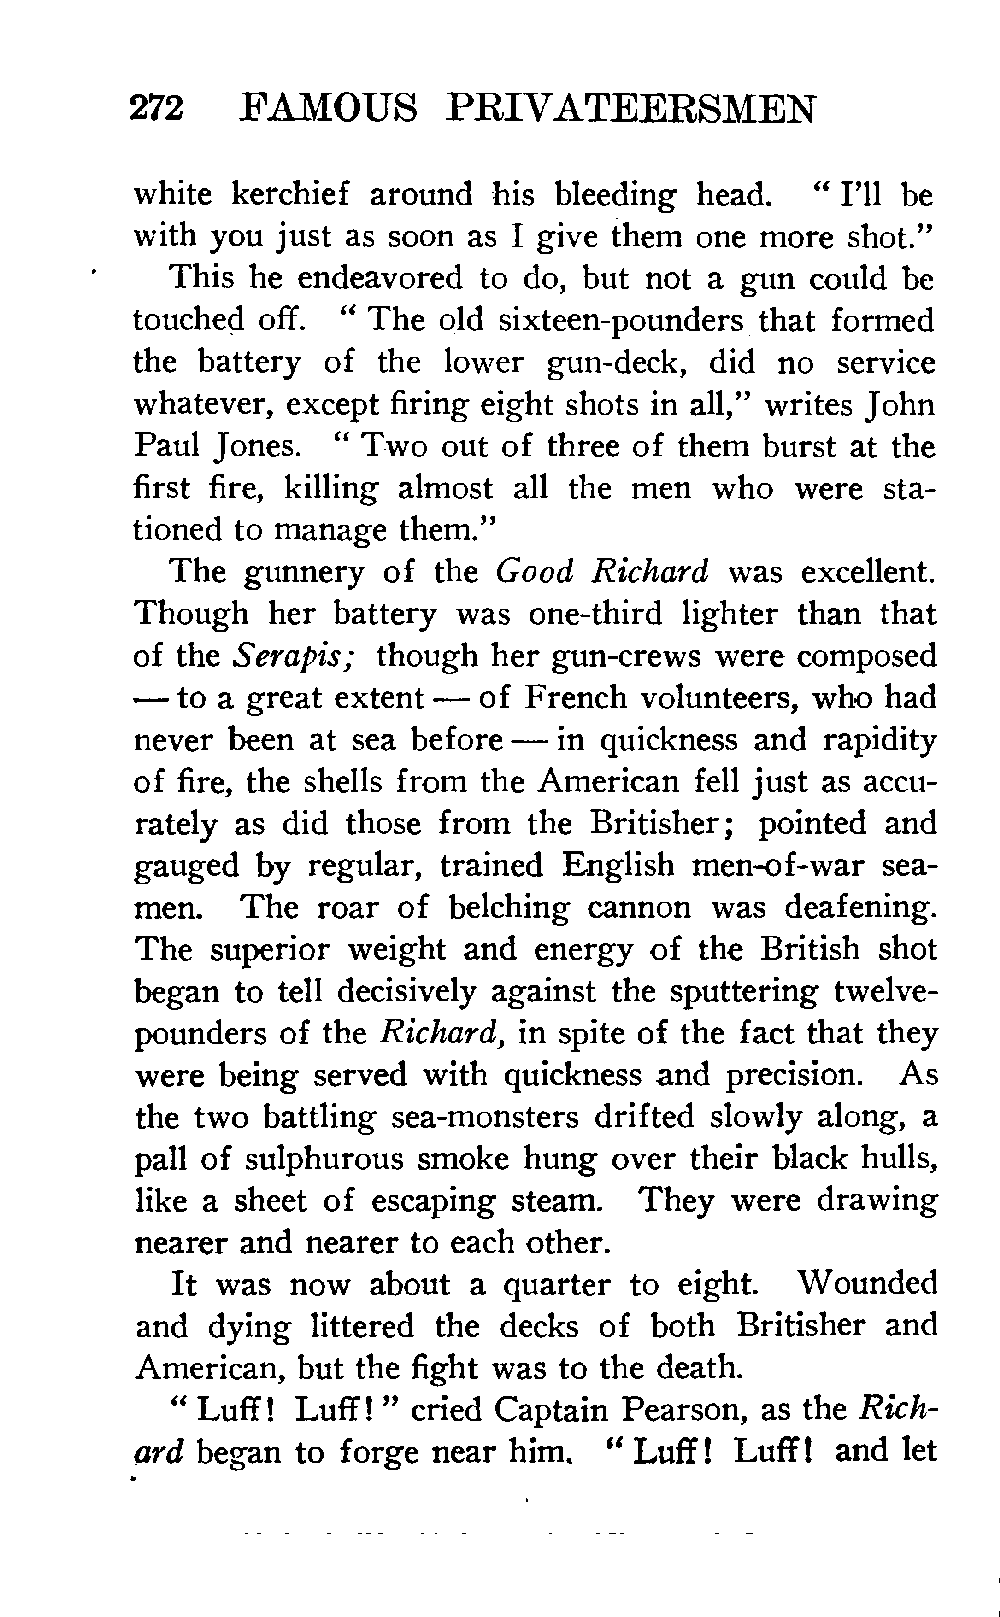 272 FAMOUS PRIVATEERSMEN
white kerchief around his bleeding head. “ I’ll be
with you just as soon as I give them one more shot.”
This he endeavored to do, but not a gun could be
touched off. “ The old sixteen-pounders that formed
the battery of the lower gun-deck, did no service
whatever, except firing eight shots in all,” writes John
Paul Jones. “ Two out of three of them burst at the
first fire, killing almost all the men who were sta-
tioned to manage them.”
The gunnery of the Good Richard was excellent.
Though her battery was one-third lighter than that
of the Serapis; though her gun-crews were composed
— to a great extent — of French volunteers, who had
never been at sea before — in quickness and rapidity
of fire, the shells from the American fell just as accu-
rately as did those from the Britisher; pointed and
gauged by regular, trained English men-of-war sea-
men. The roar of belching cannon was deafening.
The superior weight and energy of the British shot
began to tell decisively against the sputtering twelve-
pounders of the Richard, in spite of the fact that they
were being served with quickness and precision. As
the two battling sea-monsters drifted slowly along, a
pall of sulphurous smoke hung over their black hulls,
like a sheet of escaping steam. They were drawing
nearer and nearer to each other.
It was now about a quarter to eight. Wounded
and dying littered the decks of both Britisher and
American, but the fight was to the death.
“ Luff! Luff! ” cried Captain Pearson, as the Rich-
ard began to forge near him. “ Luff! Luff! and let